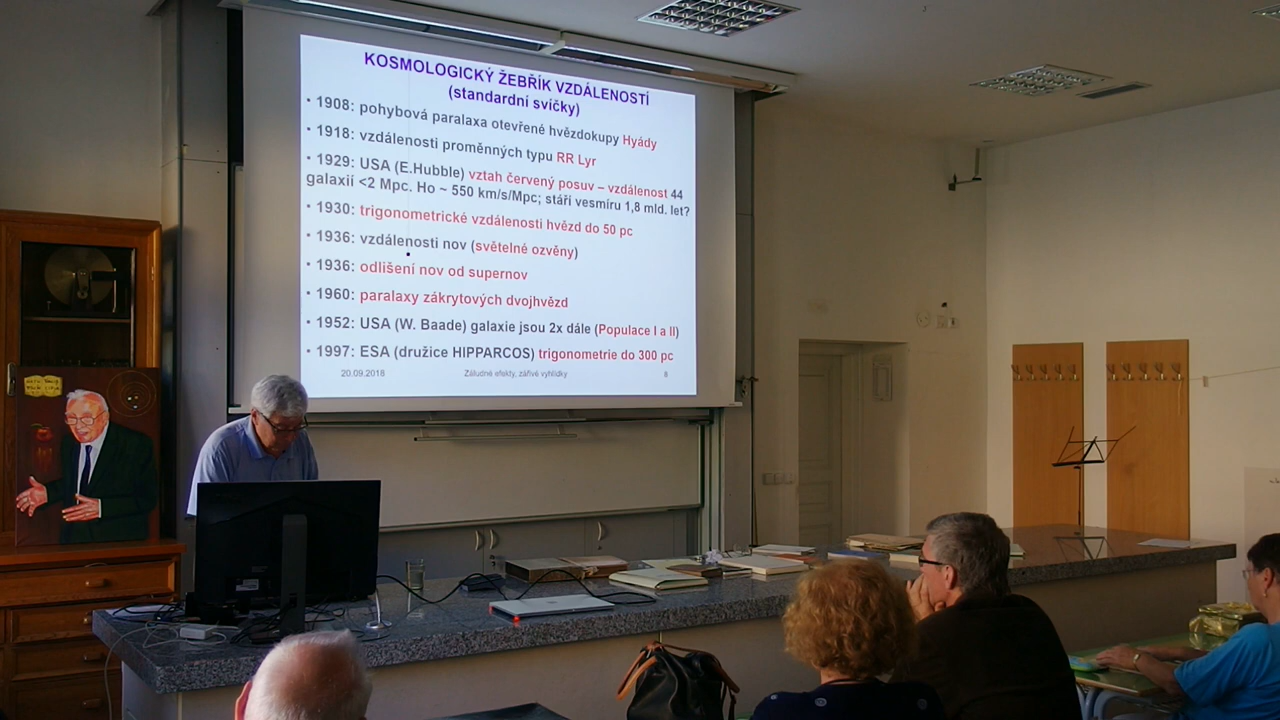 KOSMOLOGICKÝ ŽEBŘÍK VZDÁLENOSTÍ
(standardní svíčky)
• 1908: pohybová paralaxa otevřené hvězdokupy Hyády
• 1918: vzdálenosti proměnných typu RR Lyr
• 1929: USA (E.Hubble) vztah červený posuv – vzdálenost 44
galaxií <2 Mpc. Ho ~ 550 km/s/Mpc; stáří vesmíru 1,8 mld. let?
• 1930: trigonometrické vzdálenosti hvězd do 50 pc
• 1936: vzdálenosti nov (světelné ozvěny)
• 1936: odlišení nov od supernov
• 1960: paralaxy zákrytových dvojhvězd
• 1952: USA (W. Baade) galaxie jsou 2x dále (Populace I a II)
• 1997: ESA (družice HIPPARCOS) trigonometrie do 300 pc
20.09.2018 Záludné efekty, zářivé vyhlídky 8